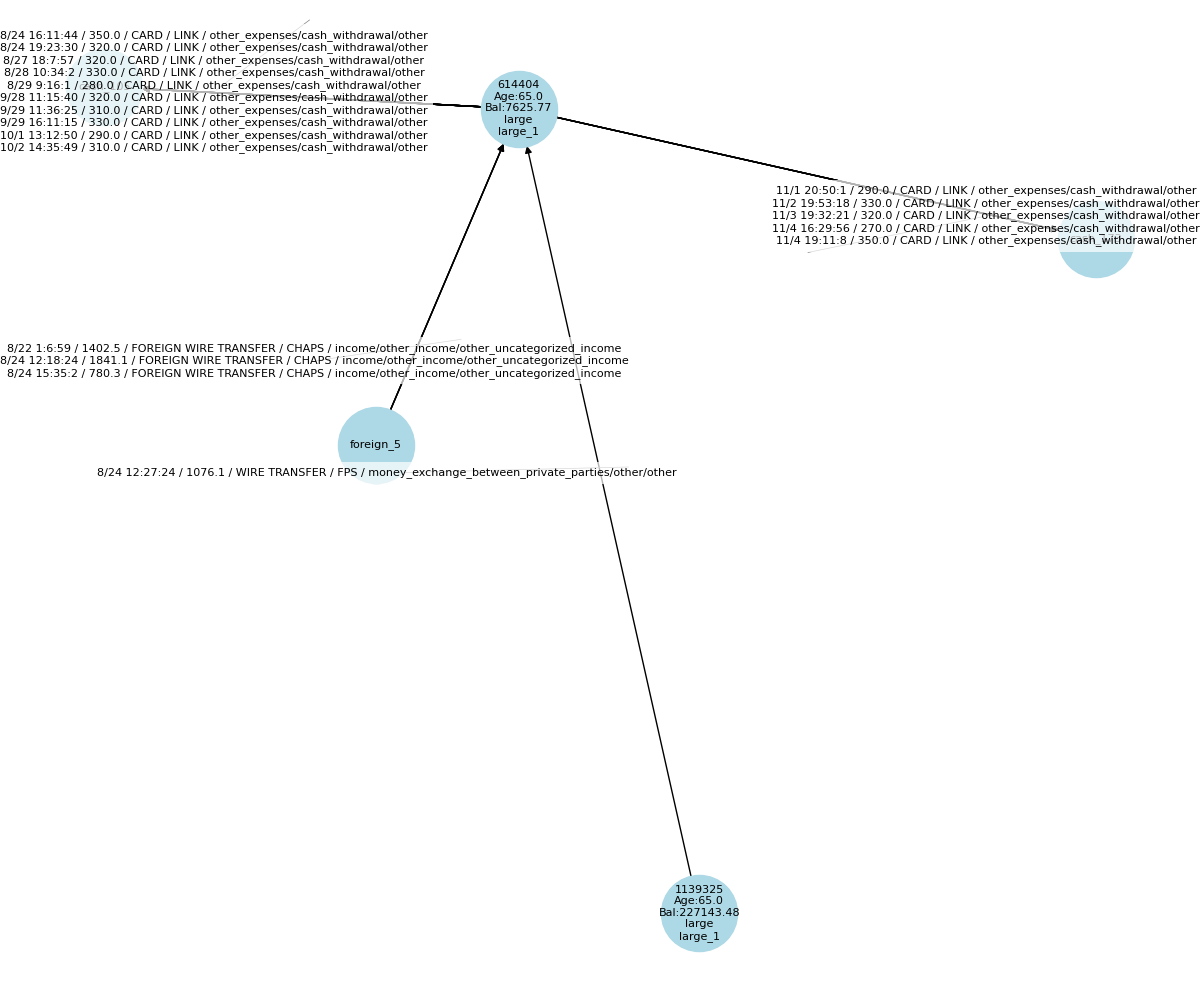 8/24 16:11:44 / 350.0 / CARD / LINK / other_expenses/cash_withdrawal/other
8/24 19:23:30 / 320.0 / CARD / LINK / other_expenses/cash_withdrawal/other
8/27 18:7:57 / 320.0 / CARD / LINK / other_expenses/cash_withdrawal/other
8/28 10:34:2 / 330.0 / CARD / LINK / other_expenses/cash_withdrawal/other
8/29 9:16:1 / 280.0 / CARD / LINK / other_expenses/cash_withdrawal/other
9/28 11:15:40 / 320.0 / CARD / LINK / other_expenses/cash_withdrawal/other
9/29 11:36:25 / 310.0 / CARD / LINK / other_expenses/cash_withdrawal/other
9/29 16:11:15 / 330.0 / CARD / LINK / other_expenses/cash_withdrawal/other
10/1 13:12:50 / 290.0 / CARD / LINK / other_expenses/cash_withdrawal/other
10/2 14:35:49 / 310.0 / CARD / LINK / other_expenses/cash_withdrawal/other
614404
Age:65.0
Bal:7625.77
large
large_1
11/1 20:50:1 / 290.0 / CARD / LINK / other_expenses/cash_withdrawal/other
11/2 19:53:18 / 330.0 / CARD / LINK / other_expenses/cash_withdrawal/other
11/3 19:32:21 / 320.0 / CARD / LINK / other_expenses/cash_withdrawal/other
11/4 16:29:56 / 270.0 / CARD / LINK / other_expenses/cash_withdrawal/other
11/4 19:11:8 / 350.0 / CARD / LINK / other_expenses/cash_withdrawal/other
8/22 1:6:59 / 1402.5 / FOREIGN WIRE TRANSFER / CHAPS / income/other_income/other_uncategorized_income
8/24 12:18:24 / 1841.1 / FOREIGN WIRE TRANSFER / CHAPS / income/other_income/other_uncategorized_income
8/24 15:35:2 / 780.3 / FOREIGN WIRE TRANSFER / CHAPS / income/other_income/other_uncategorized_income
foreign_5
8/24 12:27:24 / 1076.1 / WIRE TRANSFER / FPS / money_exchange_between_private_parties/other/other
1139325
Age:65.0
Bal:227143.48
large
large_1